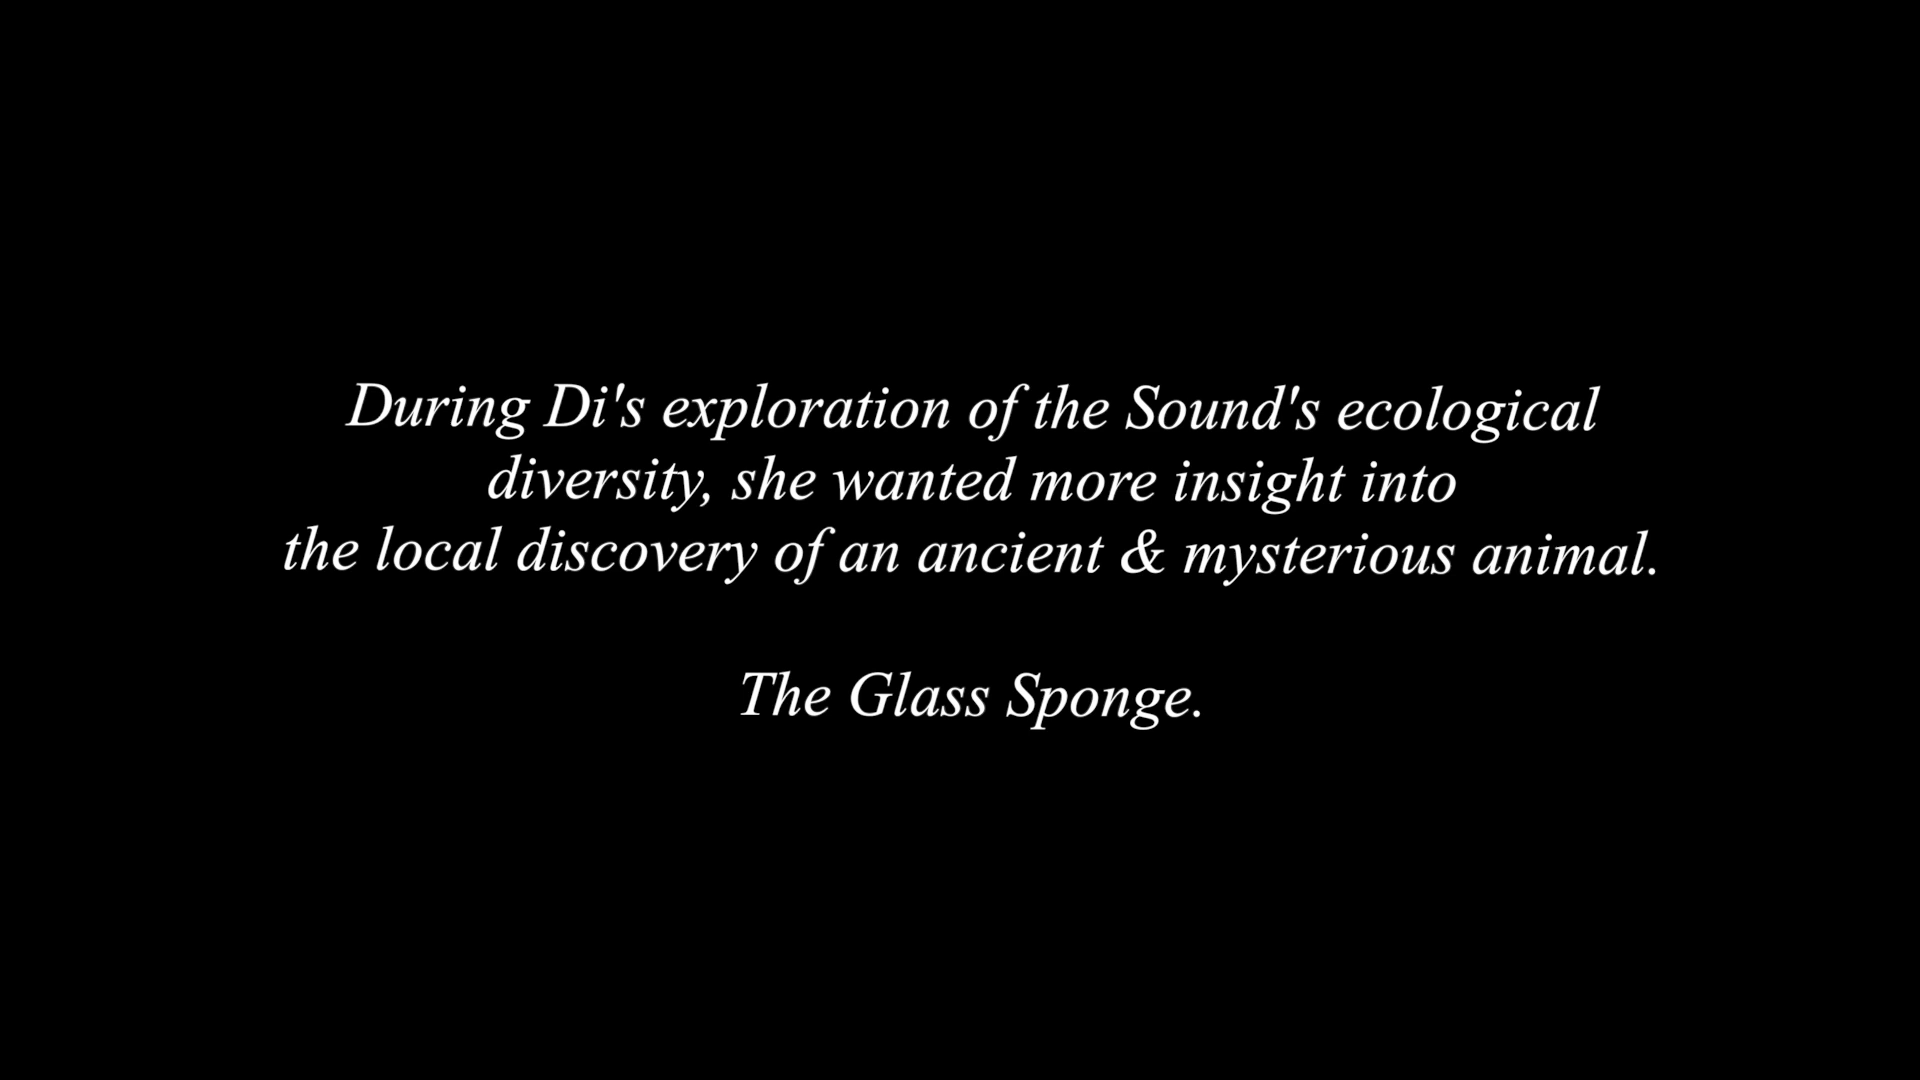 During Di's exploration of the Sound's ecological
diversity, she wanted more insight into
the local discovery of an ancient & mysterious animal.
The Glass Sponge.